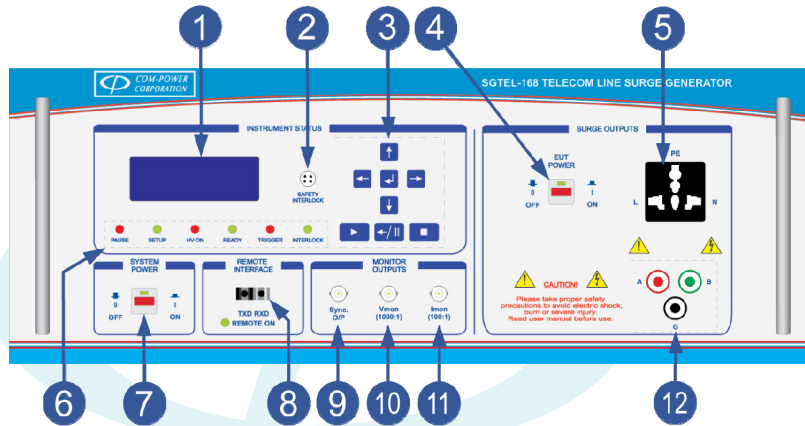 1
2
3
4
5
COM-POWER
CORPORATION
SGTEL-168 TELECOM LINE SURGE GENERATOR
INSTRUMENT STATUS
SURGE OUTPUTS
SAFETY
INTERLOCK
EUT
POWER
0
OFF
I
ON
PE
L
N
PAUSE
SETUP
HV ON
READY
TRIGGER
INTERLOCK
SYSTEM
POWER
0
OFF
I
ON
REMOTE
INTERFACE
TXD RXD
REMOTE ON
MONITOR
OUTPUTS
Sync.
O/P
Vmon
(1000:1)
Imon
(100:1)
CAUTION!
Please take proper safety
precautions to avoid electric shock,
burn or severe injury.
Read user manual before use.
A
B
G
6
7
8
9
10
11
12